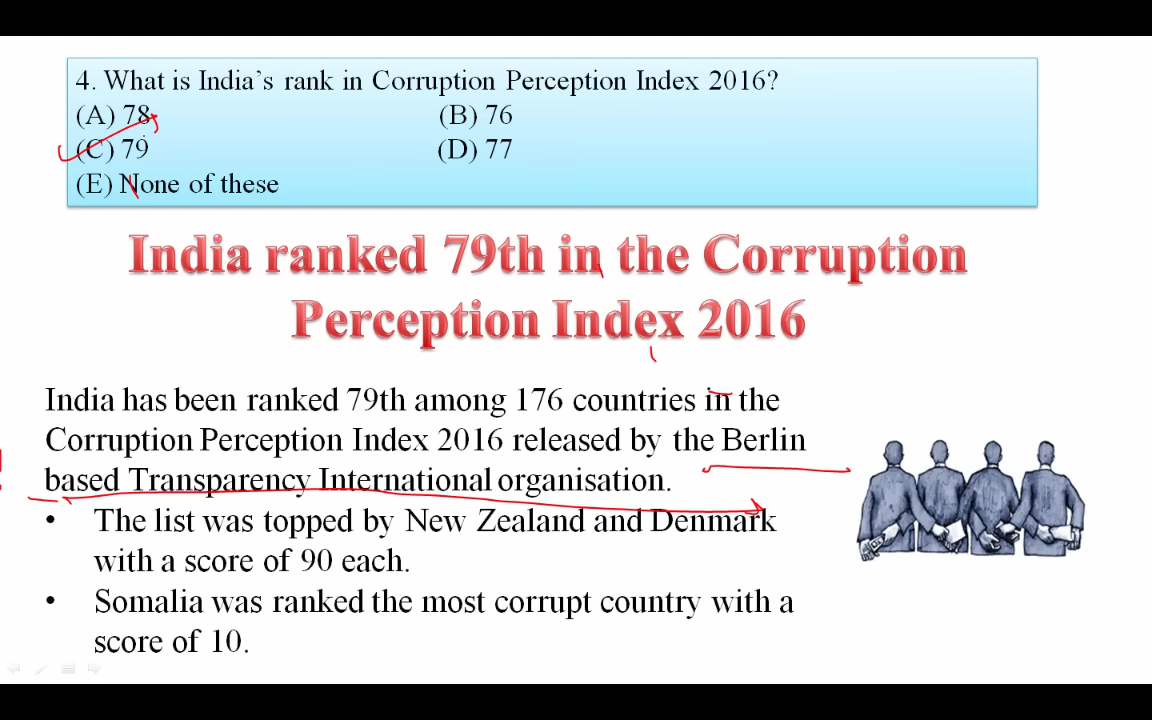 4. What is India's rank in Corruption Perception Index 2016?
(A) 78 (B) 76
(C) 79 (D) 77
(E) None of these
India ranked 79th in the Corruption
Perception Index 2016
India has been ranked 79th among 176 countries in the
Corruption Perception Index 2016 released by the Berlin
based Transparency International organisation.
• The list was topped by New Zealand and Denmark
with a score of 90 each.
• Somalia was ranked the most corrupt country with a
score of 10.